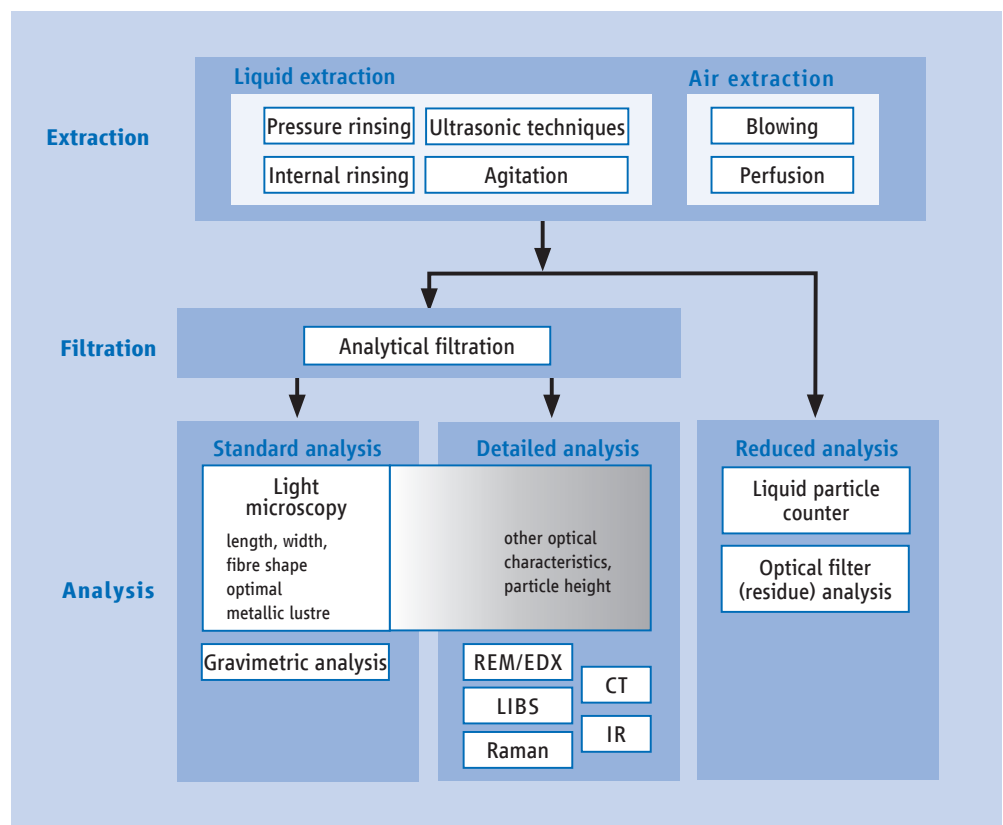 Extraction
Liquid extraction
Pressure rinsing
Ultrasonic techniques
Internal rinsing
Agitation
Air extraction
Blowing
Perfusion
Filtration
Analytical filtration
Analysis
Standard analysis
Light
microscopy
length, width,
fibre shape
optimal
metallic lustre
Gravimetric analysis
Detailed analysis
other optical
characteristics,
particle height
REM/EDX
CT
LIBS
IR
Raman
Reduced analysis
Liquid particle
counter
Optical filter
(residue) analysis